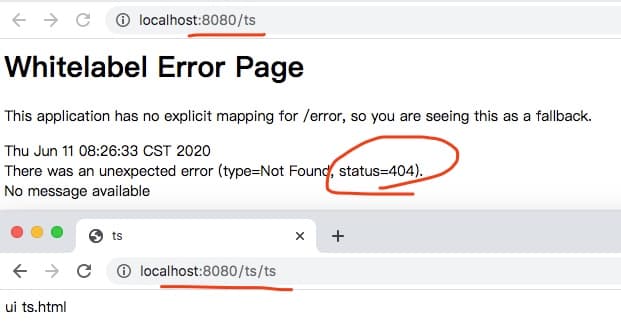 localhost:8080/ts
Whitelabel Error Page
This application has no explicit mapping for /error, so you are seeing this as a fallback.
Thu Jun 11 08:26:33 CST 2020
There was an unexpected error (type=Not Found, status=404).
No message available
ts
localhost:8080/ts/ts
ui ts.html